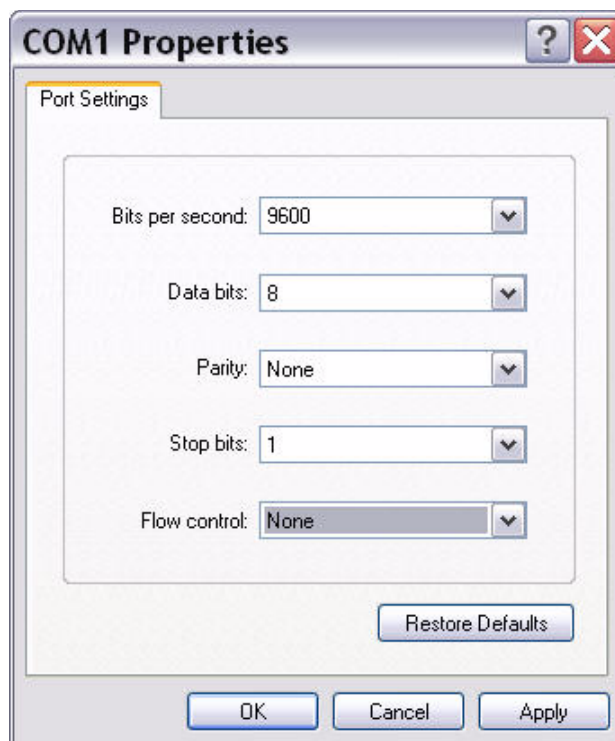 COM1 Properties
Port Settings
Bits per second: 9600
Data bits: 8
Parity: None
Stop bits: 1
Flow control: None
Restore Defaults
OK Cancel Apply